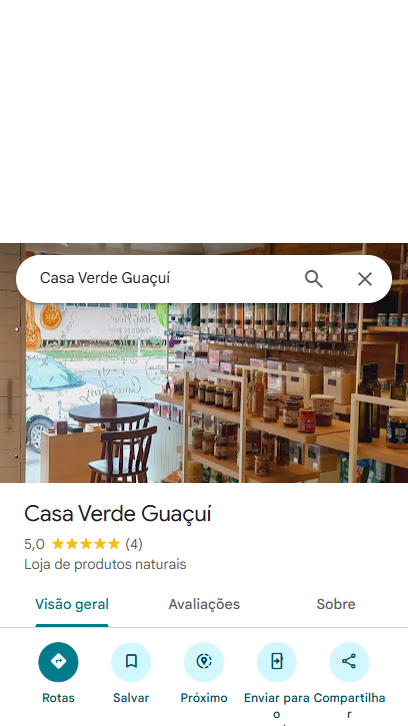 Casa Verde Guaçuí
Casa Verde Guaçuí
5,0 (4)
Loja de produtos naturais
Visão geral Avaliações Sobre
Rotas Salvar Próximo Enviar para o Compartilhar